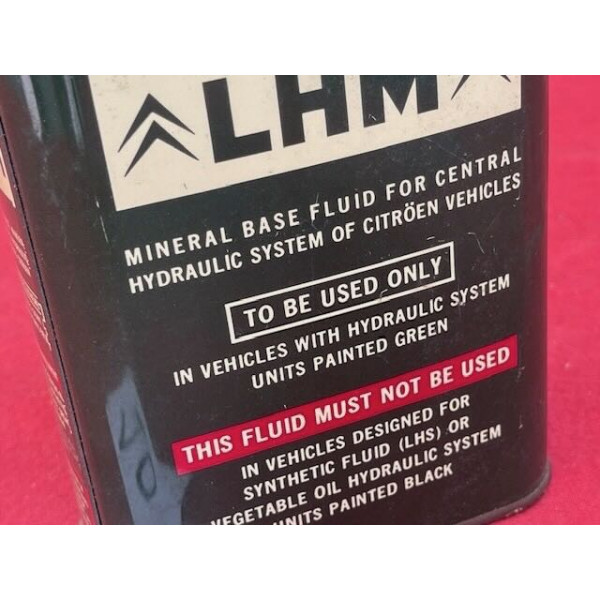 LHM
MINERAL BASE FLUID FOR CENTRAL
HYDRAULIC SYSTEM OF CITRÖEN VEHICLES
TO BE USED ONLY
IN VEHICLES WITH HYDRAULIC SYSTEM
UNITS PAINTED GREEN
THIS FLUID MUST NOT BE USED
IN VEHICLES DESIGNED FOR
SYNTHETIC FLUID (LHS) OR
VEGETABLE OIL HYDRAULIC SYSTEM
UNITS PAINTED BLACK